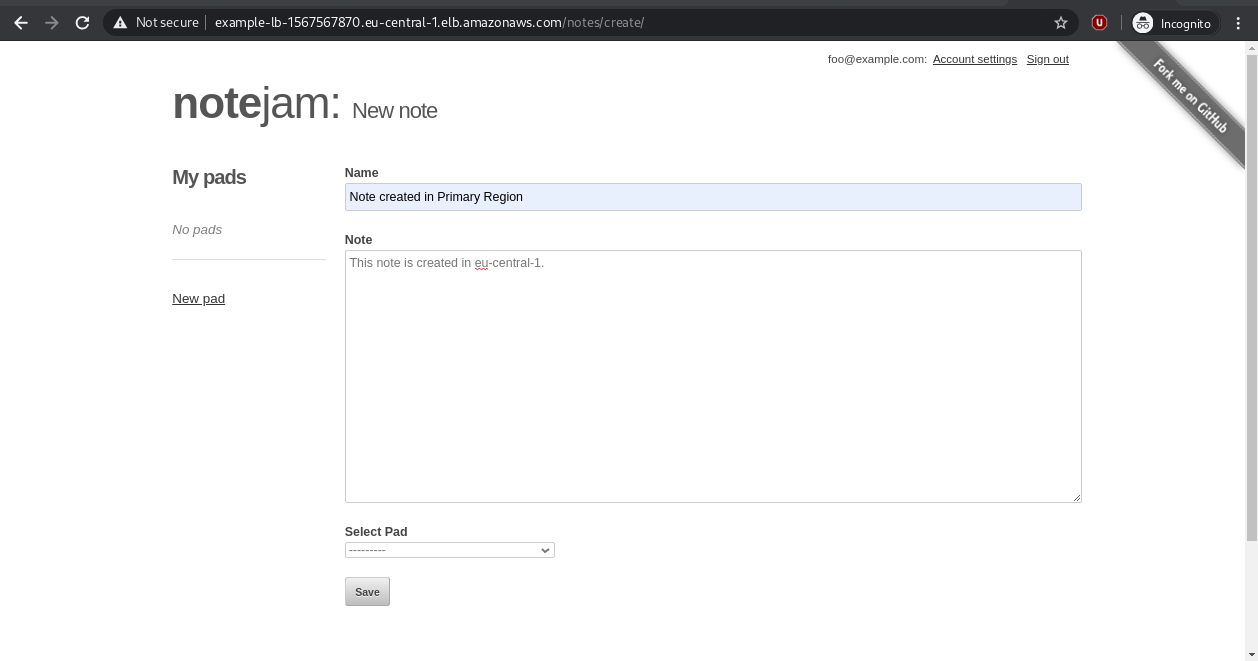 Not secure example-lb-1567567870.eu-central-1.elb.amazonaws.com/notes/create/ Incognito
foo@example.com: Account settings Sign out
Fork me on GitHub
notejam: New note
My pads
No pads
New pad
Name
Note created in Primary Region
Note
This note is created in eu-central-1.
Select Pad
---------
Save